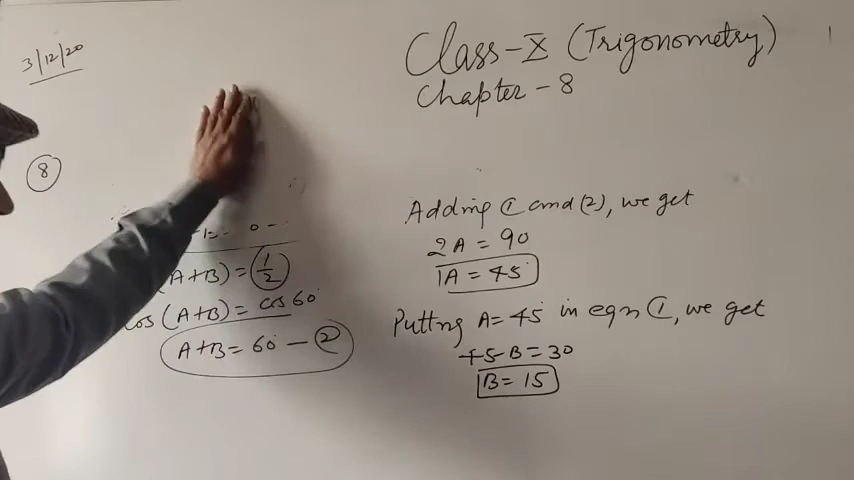 3/12/20
Class-X (Trigonometry)
Chapter-8
8
(A+B) = 1/2
cos (A+B) = cos 60°
A+B = 60° — 2
Adding 1 and (2), we get
2A = 90
A = 45°
Putting A = 45° in eqn 1, we get
45-B = 30
B = 15